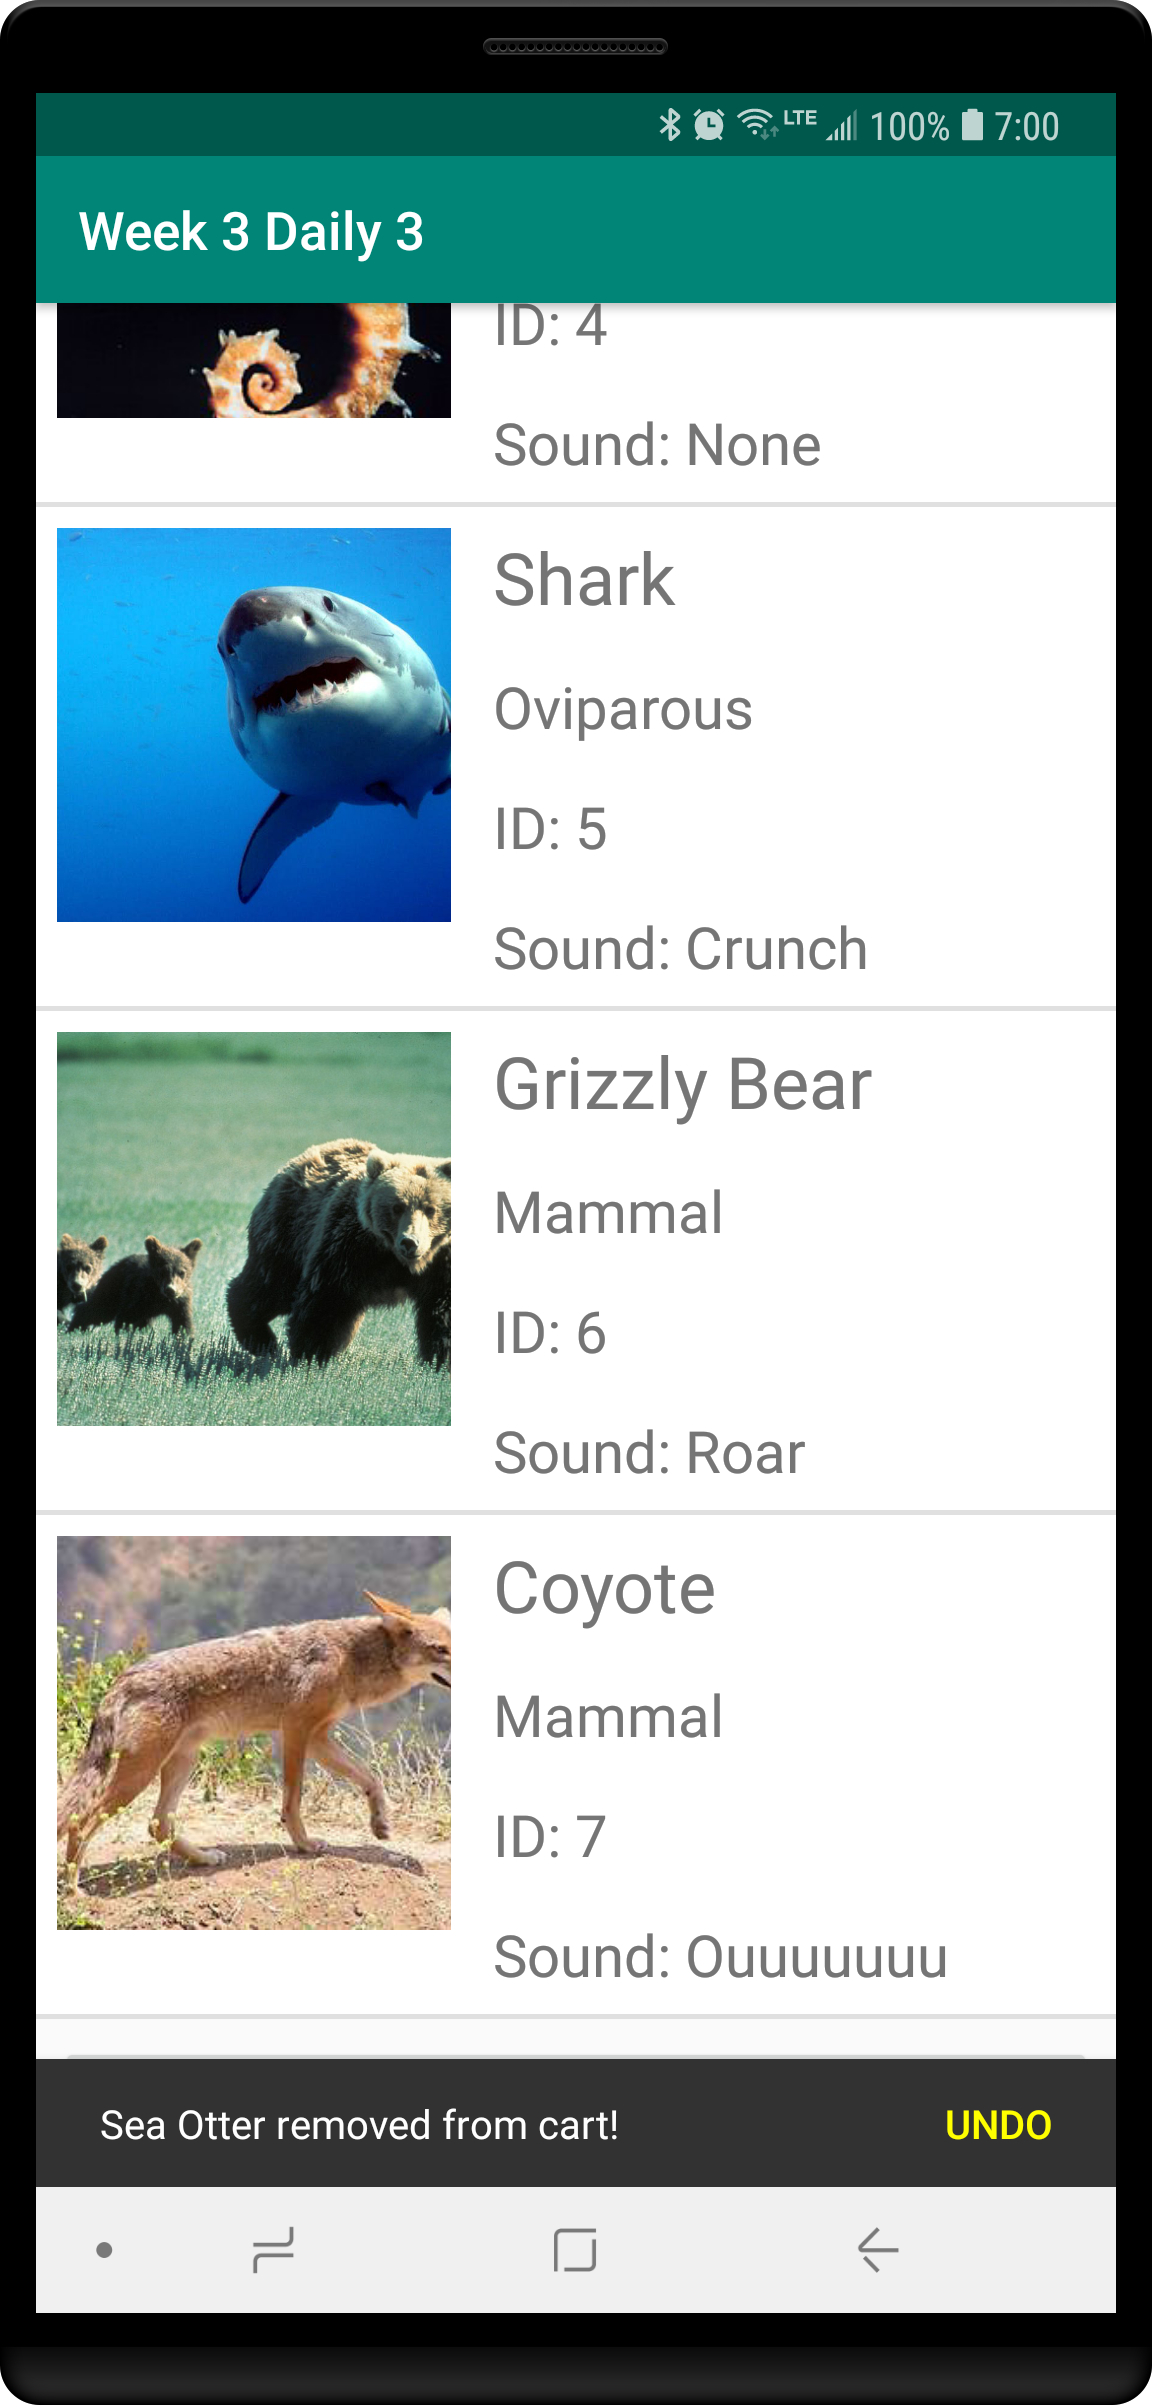 LTE 100% 7:00
Week 3 Daily 3
ID: 4
Sound: None
Shark
Oviparous
ID: 5
Sound: Crunch
Grizzly Bear
Mammal
ID: 6
Sound: Roar
Coyote
Mammal
ID: 7
Sound: Ouuuuuuu
Sea Otter removed from cart! UNDO